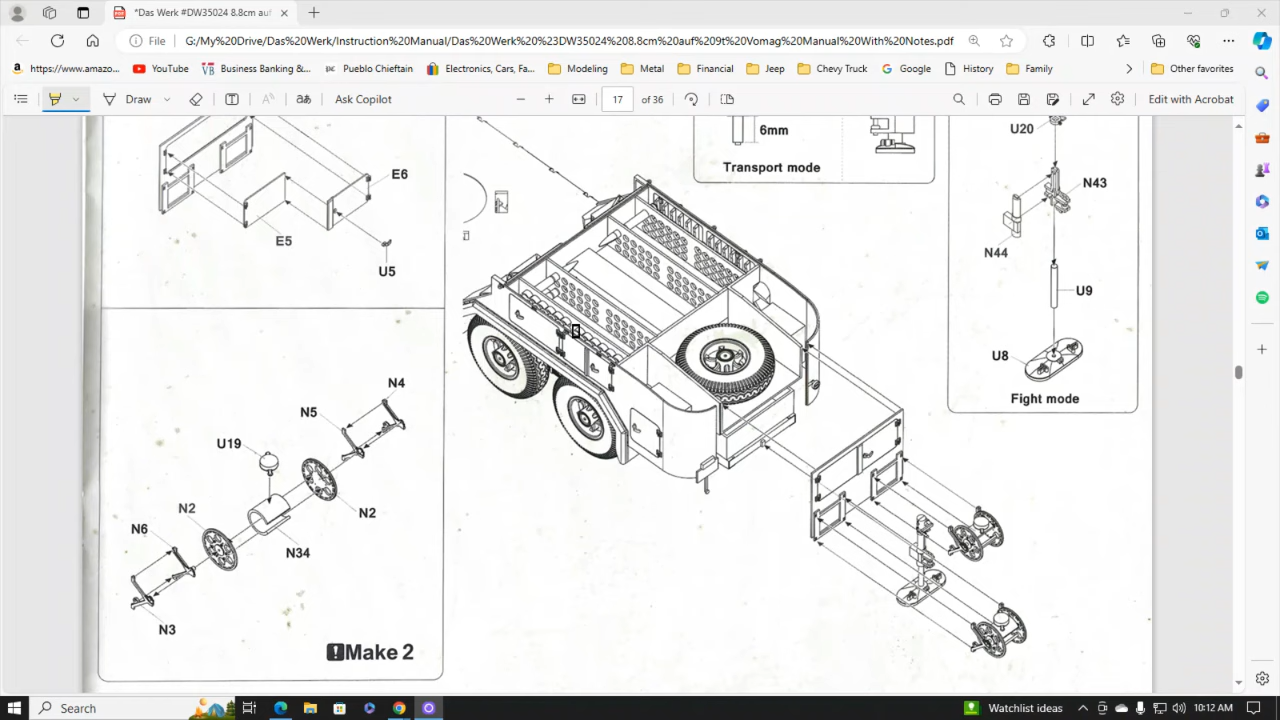 *Das Werk #DW35024 8.8cm auf
File
G:/My%20Drive/Das%20Werk/Instruction%20Manual/Das%20Werk%20%23DW35024%208.8cm%20auf%209t%20Vomag%20Manual%20With%20Notes.pdf
https://www.amazo...
YouTube
Business Banking &...
Pueblo Chieftain
Electronics, Cars, Fa...
Modeling
Metal
Financial
Jeep
Chevy Truck
Google
History
Family
Other favorites
Draw
Ask Copilot
17 of 36
Edit with Acrobat
E6
E5
U5
6mm
Transport mode
U20
N43
N44
U9
U8
Fight mode
N4
N5
U19
N2
N2
N6
N34
N3
!Make 2
Search
Watchlist ideas
10:12 AM